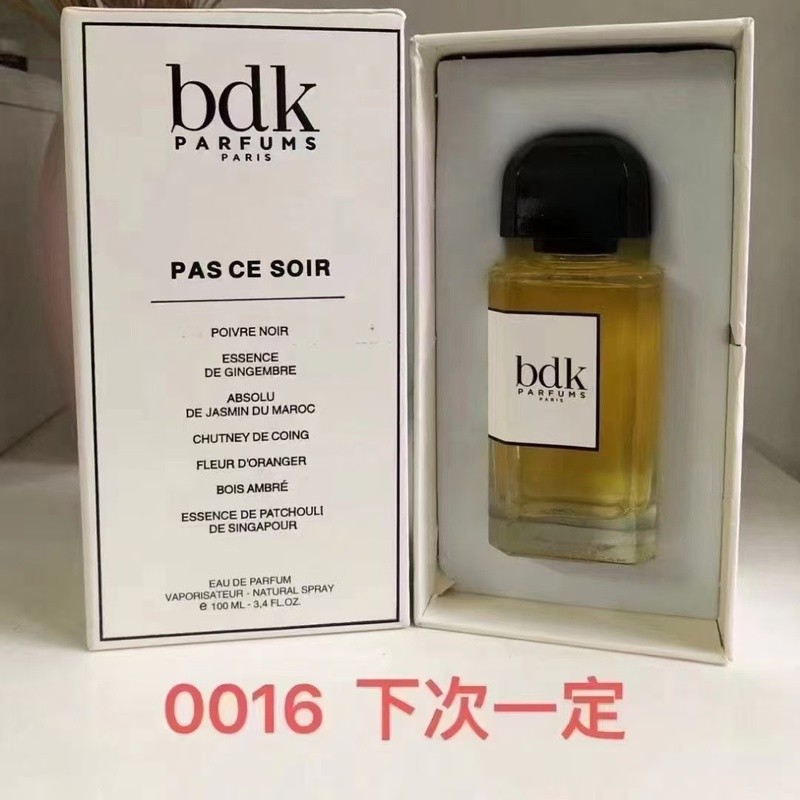 bdk
PARFUMS
PARIS
PAS CE SOIR
POIVRE NOIR
ESSENCE
DE GINGEMBRE
ABSOLU
DE JASMIN DU MAROC
CHUTNEY DE COING
FLEUR D'ORANGER
BOIS AMBRÉ
ESSENCE DE PATCHOULI
DE SINGAPOUR
EAU DE PARFUM
VAPORISATEUR - NATURAL SPRAY
e 100 ML - 3,4 FL.OZ.
bdk
PARFUMS
PARIS
0016 下次一定